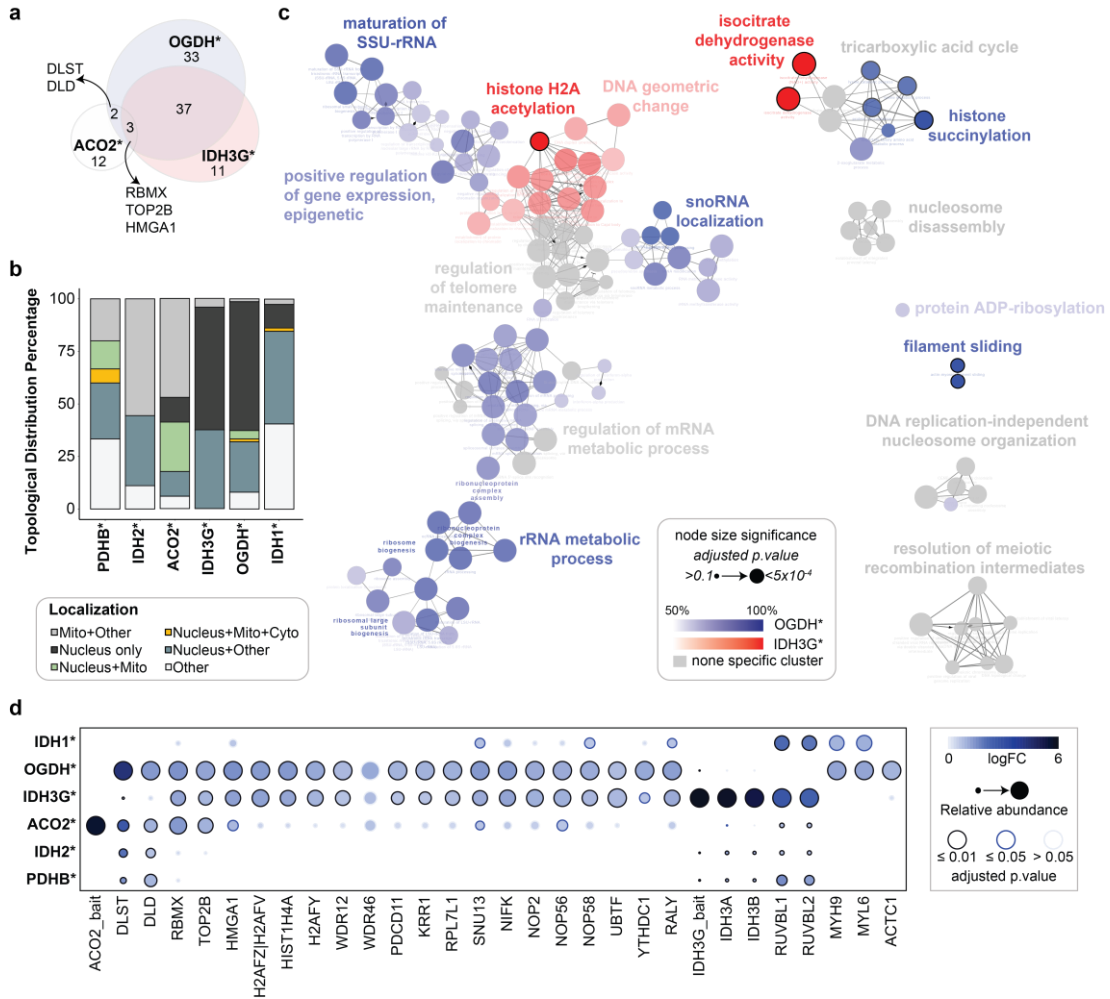 a
OGDH*
33
DLST
DLD
2
37
3
ACO2*
12
IDH3G*
11
RBMX
TOP2B
HMGA1
b
Topological Distribution Percentage
100
75
50
25
0
PDHB*
IDH2*
ACO2*
IDH3G*
OGDH*
IDH1*
Localization
Mito+Other
Nucleus only
Nucleus+Mito
Nucleus+Mito+Cyto
Nucleus+Other
Other
c
maturation of
SSU-rRNA
isocitrate
dehydrogenase
activity
tricarboxylic acid cycle
histone H2A
acetylation
DNA geometric
change
histone
succinylation
positive regulation
of gene expression,
epigenetic
snoRNA
localization
nucleosome
disassembly
regulation
of telomere
maintenance
protein ADP-ribosylation
filament sliding
DNA replication-independent
nucleosome organization
regulation of mRNA
metabolic process
ribonucleoprotein
complex
assembly
ribonucleoprotein
complex
biogenesis
ribosome biogenesis
rRNA metabolic
process
ribosomal large
subunit
biogenesis
resolution of meiotic
recombination intermediates
node size significance
adjusted p.value
>0.1
<5x10⁻⁴
50% 100%
OGDH*
IDH3G*
none specific cluster
d
IDH1*
OGDH*
IDH3G*
ACO2*
IDH2*
PDHB*
ACO2_bait
DLST
DLD
RBMX
TOP2B
HMGA1
H2AFZ|H2AFV
HIST1H4A
H2AFY
WDR12
WDR46
PDCD11
KRR1
RPL7L1
SNU13
NIFK
NOP2
NOP56
NOP58
UBTF
YTHDC1
RALY
IDH3G_bait
IDH3A
IDH3B
RUVBL1
RUVBL2
MYH9
MYL6
ACTC1
0 6
logFC
Relative abundance
≤ 0.01 ≤ 0.05 > 0.05
adjusted p.value